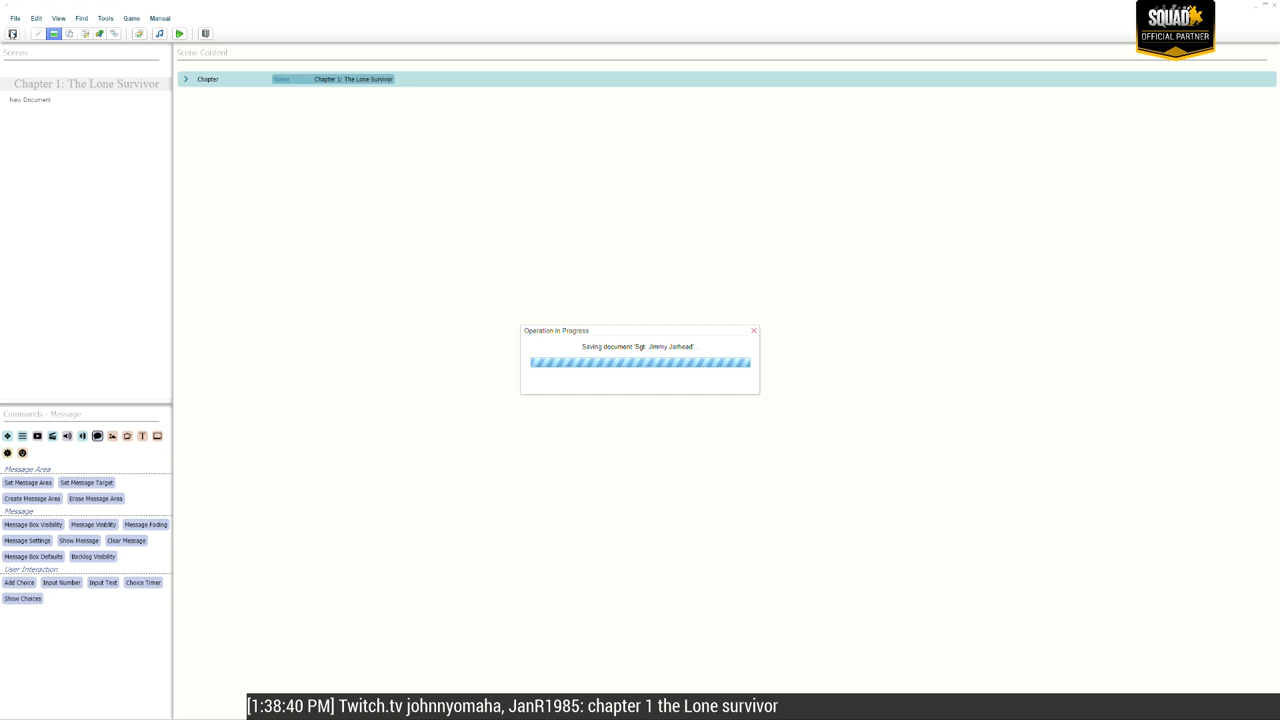 File Edit View Find Tools Game Manual
SQUAD
OFFICIAL PARTNER
Scenes
Scene Content
Chapter 1: The Lone Survivor
New Document
Chapter Name Chapter 1: The Lone Survivor
Operation in Progress
Saving document 'Sgt. Jimmy Jarhead'...
Commands - Message
Message Area
Set Message Area Set Message Target
Create Message Area Erase Message Area
Message
Message Box Visibility Message Visibility Message Fading
Message Settings Show Message Clear Message
Message Box Defaults Backlog Visibility
User Interaction
Add Choice Input Number Input Text Choice Timer
Show Choices
[1:38:40 PM] Twitch.tv johnnyomaha, JanR1985: chapter 1 the Lone survivor